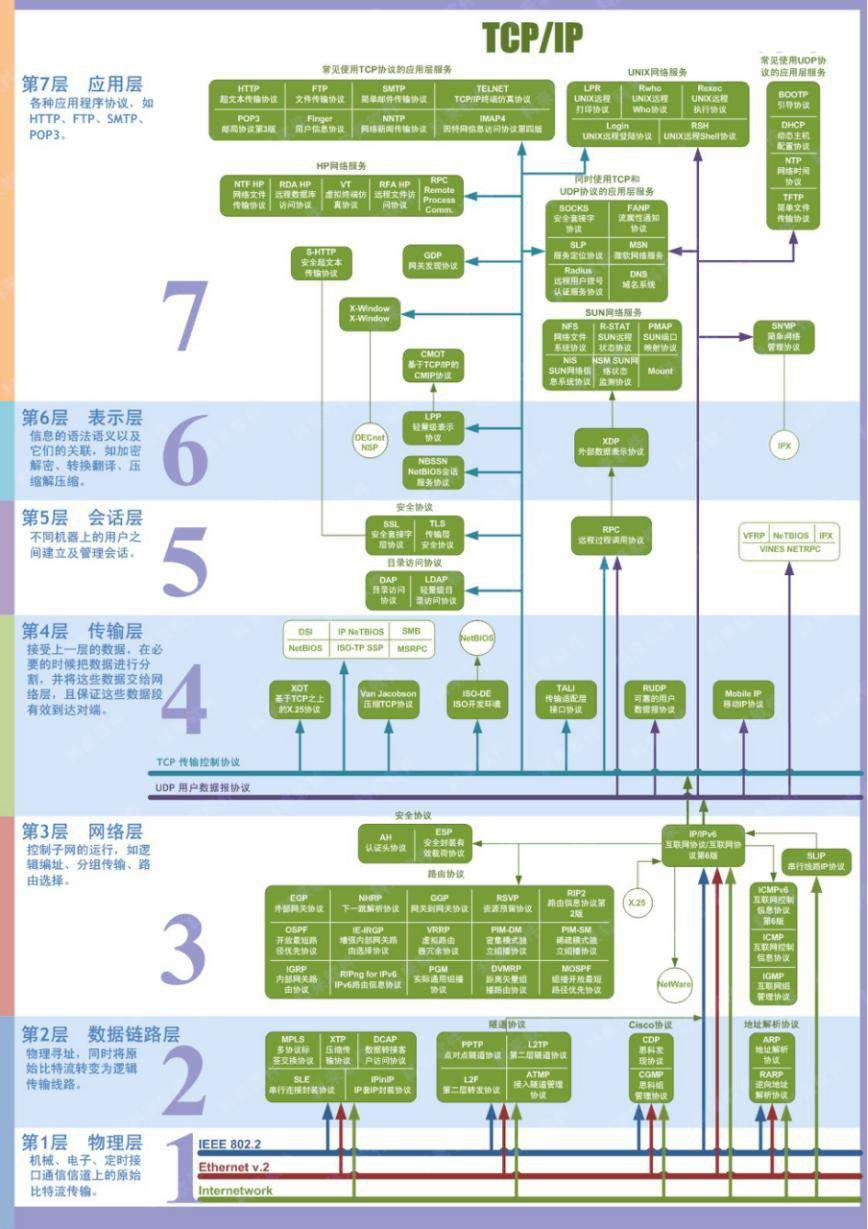 TCP/IP
第7层 应用层
各种应用程序协议，如
HTTP、FTP、SMTP、
POP3。
7
常见使用TCP协议的应用层服务
HTTP
超文本传输协议
FTP
文件传输协议
SMTP
简单邮件传输协议
TELNET
TCP/IP终端仿真协议
POP3
邮局协议第3版
Finger
用户信息协议
NNTP
网络新闻传输协议
IMAP4
因特网信息访问协议第四版
UNIX网络服务
LPR
UNIX远程
打印协议
Rwho
UNIX远程
Who协议
Rexec
UNIX远程
执行协议
Login
UNIX远程登陆协议
RSH
UNIX远程Shell协议
常见使用UDP协
议的应用层服务
BOOTP
引导协议
DHCP
动态主机
配置协议
NTP
网络时间
协议
TFTP
简单文件
传输协议
HP网络服务
NTF HP
网络文件
传输协议
RDA HP
远程数据库
访问协议
VT
虚拟终端仿
真协议
RFA HP
远程文件访
问协议
RPC
Remote
Process
Comm.
同时使用TCP和
UDP协议的应用层服务
SOCKS
安全套接字
协议
FANP
流属性通知
协议
SLP
服务定位协议
MSN
微软网络服务
Radius
远程用户拨号
认证服务协议
DNS
域名系统
S-HTTP
安全超文本
传输协议
GDP
网关发现协议
X-Window
X-Window
SUN网络服务
NFS
网络文件
系统协议
R-STAT
SUN远程
状态协议
PMAP
SUN端口
映射协议
NIS
SUN网络信
息系统协议
NSM SUN网
络状态
监测协议
Mount
SNMP
简单网络
管理协议
CMOT
基于TCP/IP的
CMIP协议
第6层 表示层
信息的语法语义以及
它们的关联，如加密
解密、转换翻译、压
缩解压缩。
6
DECnet
NSP
LPP
轻量级表示
协议
NBSSN
NetBIOS会话
服务协议
XDP
外部数据表示协议
IPX
第5层 会话层
不同机器上的用户之
间建立及管理会话。
5
安全协议
SSL
安全套接字
层协议
TLS
传输层
安全协议
目录访问协议
DAP
目录访问
协议
LDAP
轻量级目
录访问协议
RPC
远程过程调用协议
VFRP
NeTBIOS
IPX
VINES NETRPC
第4层 传输层
接受上一层的数据，在必
要的时候把数据进行分
割，并将这些数据交给网
络层，且保证这些数据段
有效到达对端。
4
DSI
IP NeTBIOS
SMB
NetBIOS
ISO-TP SSP
MSRPC
NetBIOS
XOT
基于TCP之上
的X.25协议
Van Jacobson
压缩TCP协议
ISO-DE
ISO开发环境
TALI
传输适配层
接口协议
RUDP
可靠的用户
数据报协议
Mobile IP
移动IP协议
TCP 传输控制协议
UDP 用户数据报协议
第3层 网络层
控制子网的运行，如逻
辑编址、分组传输、路
由选择。
3
安全协议
AH
认证头协议
ESP
安全封装有
效载荷协议
IP/IPv6
互联网协议/互联网协
议第6版
SLIP
串行线路IP协议
路由协议
EGP
外部网关协议
NHRP
下一跳解析协议
GGP
网关到网关协议
RSVP
资源预留协议
RIP2
路由信息协议第
2版
OSPF
开放最短路
径优先协议
IE-IRGP
增强内部网关路
由选择协议
VRRP
虚拟路由
器冗余协议
PIM-DM
密集模式独
立组播协议
PIM-SM
稀疏模式独
立组播协议
IGRP
内部网关路
由协议
RIPng for IPv6
IPv6路由信息协议
PGM
实际通用组播
协议
DVMRP
距离矢量组
播路由协议
MOSPF
组播开放最短
路径优先协议
X.25
NetWare
ICMPv6
互联网控制
信息协议
第6版
ICMP
互联网控制
信息协议
IGMP
互联网组
管理协议
第2层 数据链路层
物理寻址，同时将原
始比特流转变为逻辑
传输线路。
2
MPLS
多协议标
签交换协议
XTP
压缩传
输协议
DCAP
数据转接客
户访问协议
SLE
串行连接封装协议
IPinIP
IP套IP封装协议
隧道协议
PPTP
点对点隧道协议
L2TP
第二层隧道协议
L2F
第二层转发协议
ATMP
接入隧道管理
协议
Cisco协议
CDP
思科发
现协议
CGMP
思科组
管理协议
地址解析协议
ARP
地址解析
协议
RARP
逆向地址
解析协议
第1层 物理层
机械、电子、定时接
口通信信道上的原始
比特流传输。
1
IEEE 802.2
Ethernet v.2
Internetwork